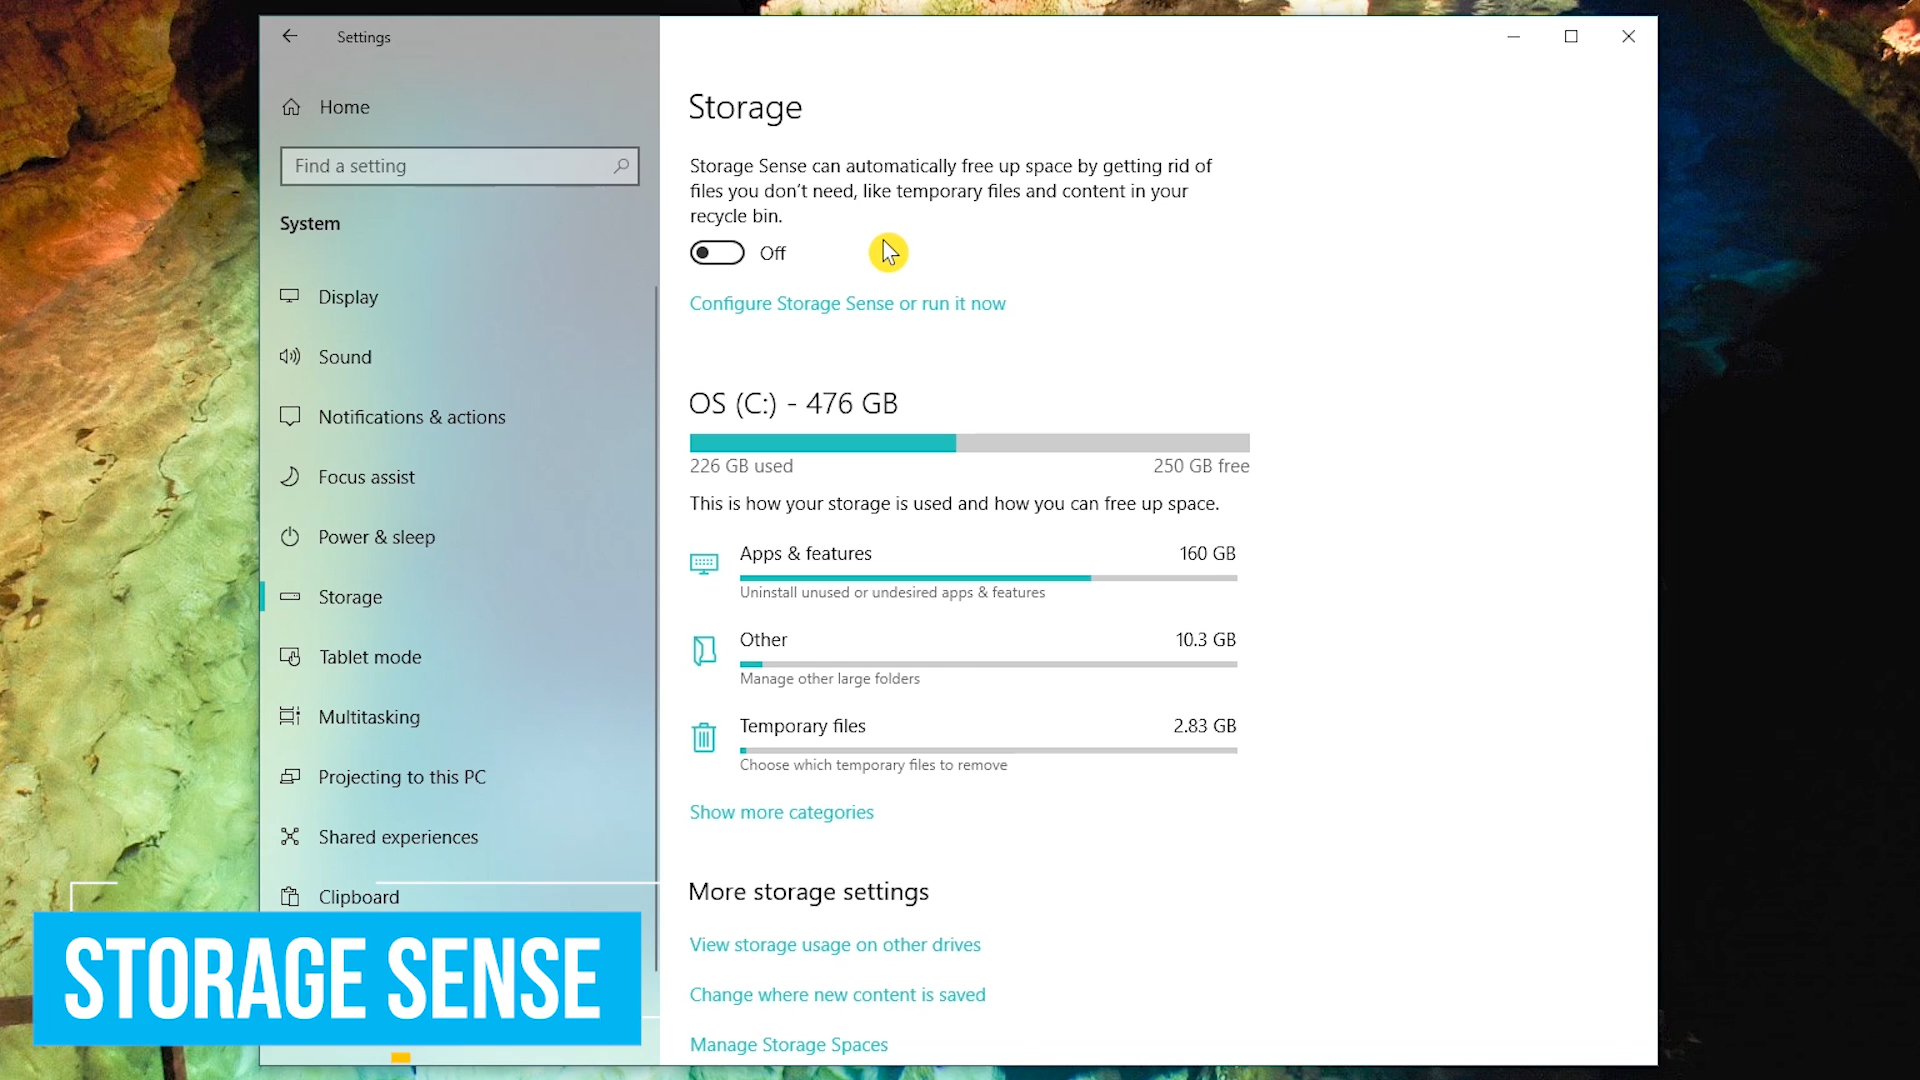 Settings
Home
Find a setting
System
Display
Sound
Notifications & actions
Focus assist
Power & sleep
Storage
Tablet mode
Multitasking
Projecting to this PC
Shared experiences
Clipboard
STORAGE SENSE
Storage
Storage Sense can automatically free up space by getting rid of
files you don't need, like temporary files and content in your
recycle bin.
Off
Configure Storage Sense or run it now
OS (C:) - 476 GB
226 GB used 250 GB free
This is how your storage is used and how you can free up space.
Apps & features 160 GB
Uninstall unused or undesired apps & features
Other 10.3 GB
Manage other large folders
Temporary files 2.83 GB
Choose which temporary files to remove
Show more categories
More storage settings
View storage usage on other drives
Change where new content is saved
Manage Storage Spaces